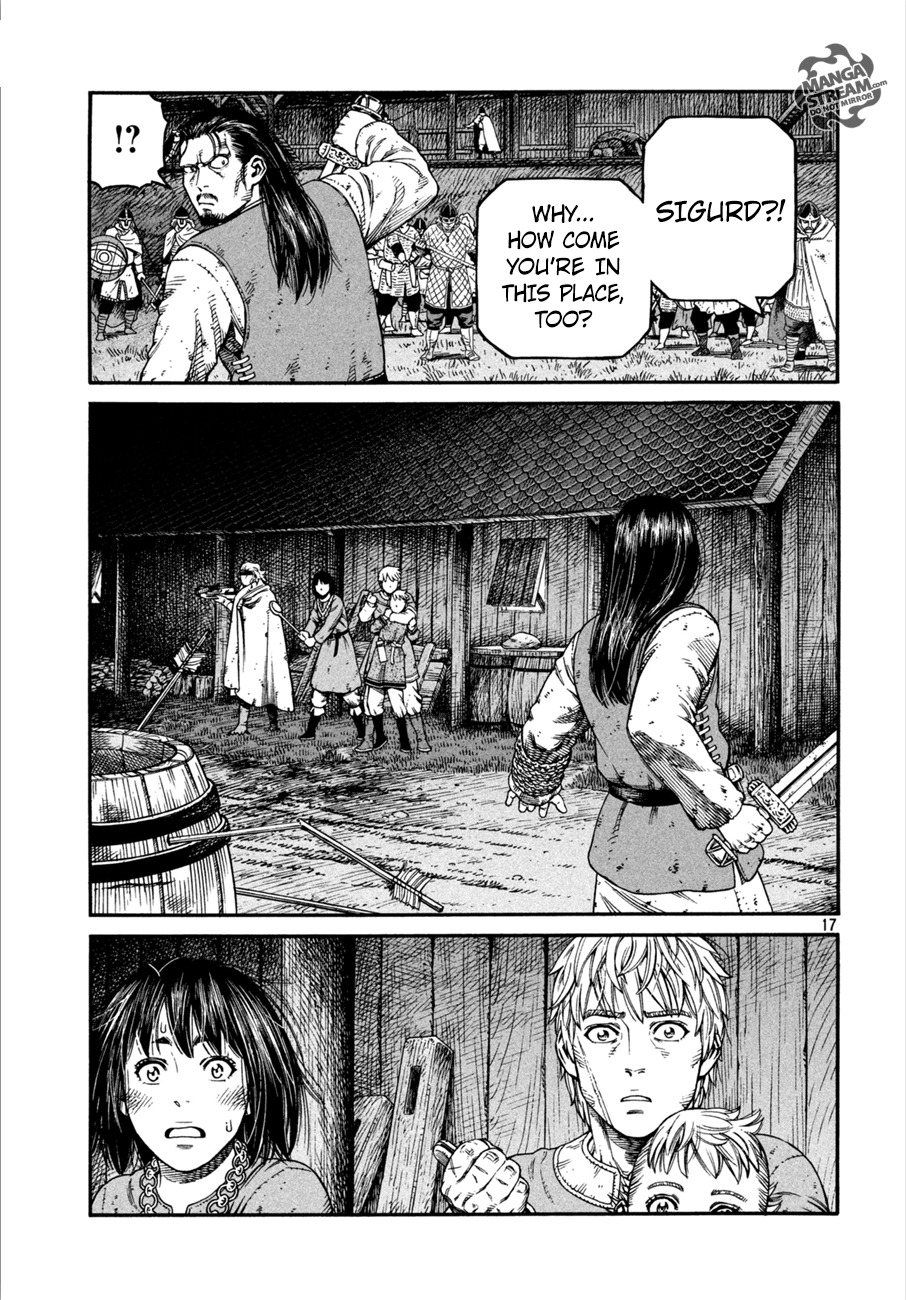 MANGA
STREAM.com
DO NOT MIRROR
SIGURD?!
WHY...
HOW COME
YOU'RE IN
THIS PLACE,
TOO?
!?
17